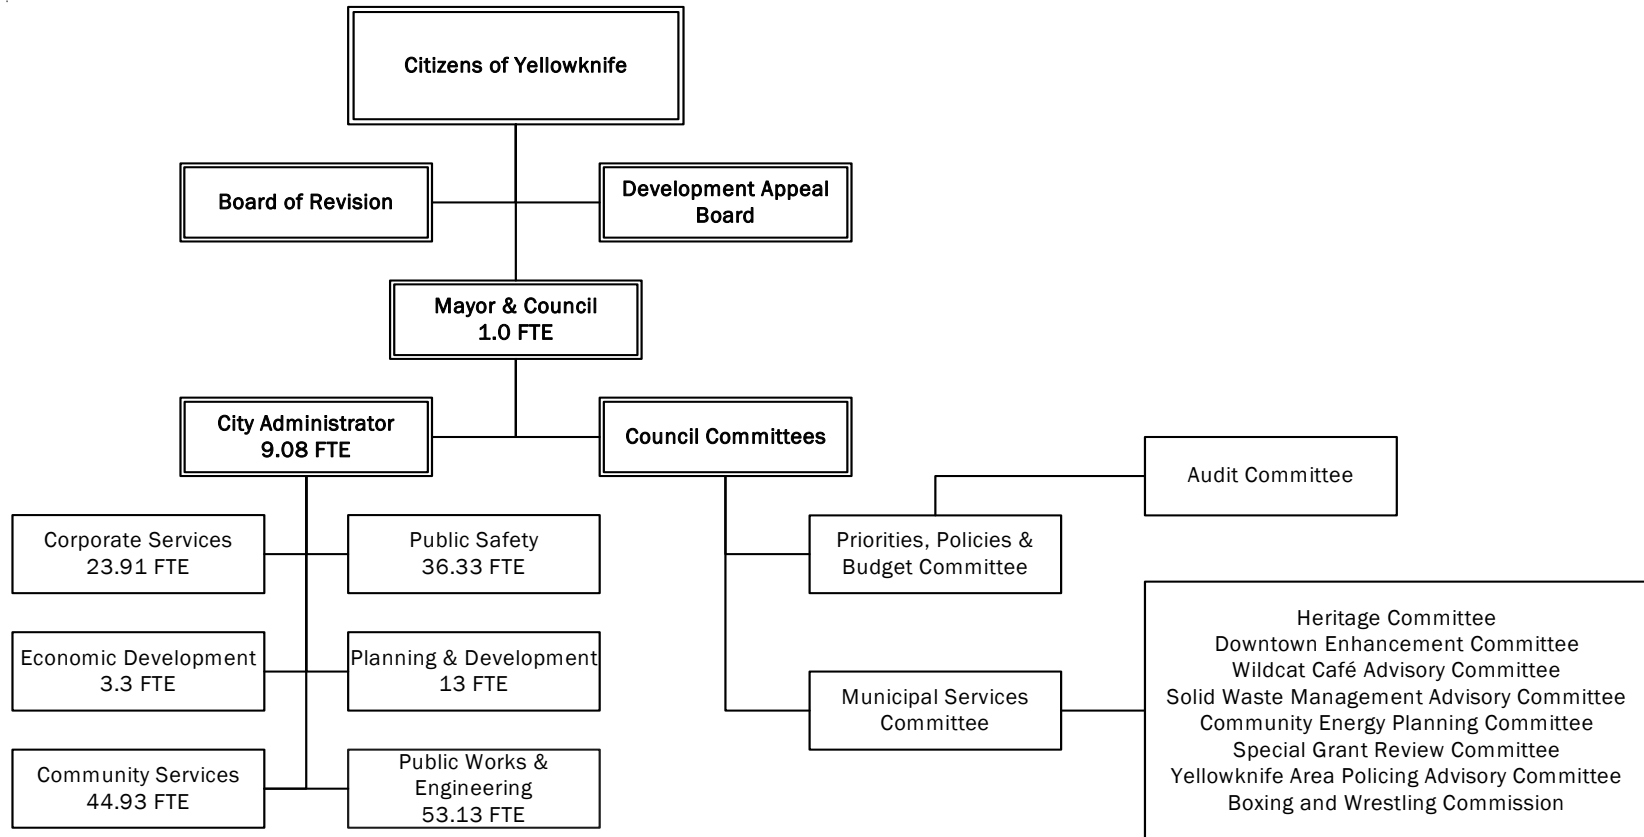 Citizens of Yellowknife
Board of Revision
Development Appeal
Board
Mayor & Council
1.0 FTE
City Administrator
9.08 FTE
Council Committees
Audit Committee
Corporate Services
23.91 FTE
Public Safety
36.33 FTE
Priorities, Policies &
Budget Committee
Economic Development
3.3 FTE
Planning & Development
13 FTE
Municipal Services
Committee
Heritage Committee
Downtown Enhancement Committee
Wildcat Café Advisory Committee
Solid Waste Management Advisory Committee
Community Energy Planning Committee
Special Grant Review Committee
Yellowknife Area Policing Advisory Committee
Boxing and Wrestling Commission
Community Services
44.93 FTE
Public Works &
Engineering
53.13 FTE